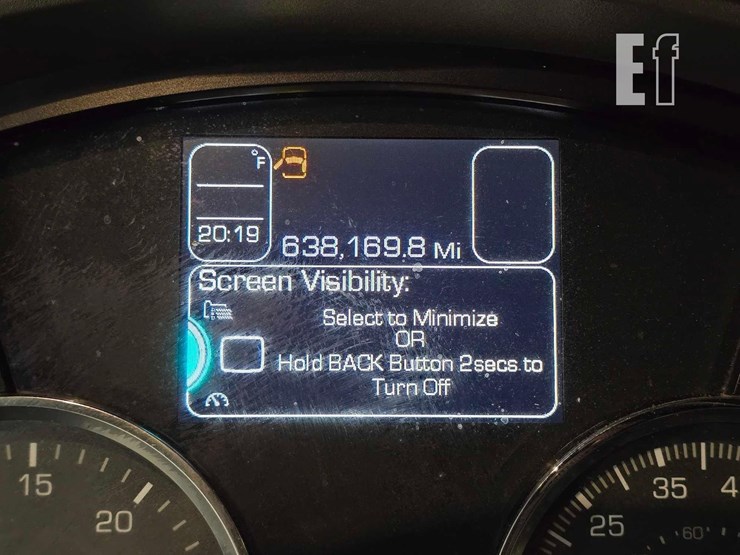 Ef
°F
20:19
638,169.8 Mi
Screen Visibility:
Select to Minimize
OR
Hold BACK Button 2secs to
Turn Off
15
20
25
35
60